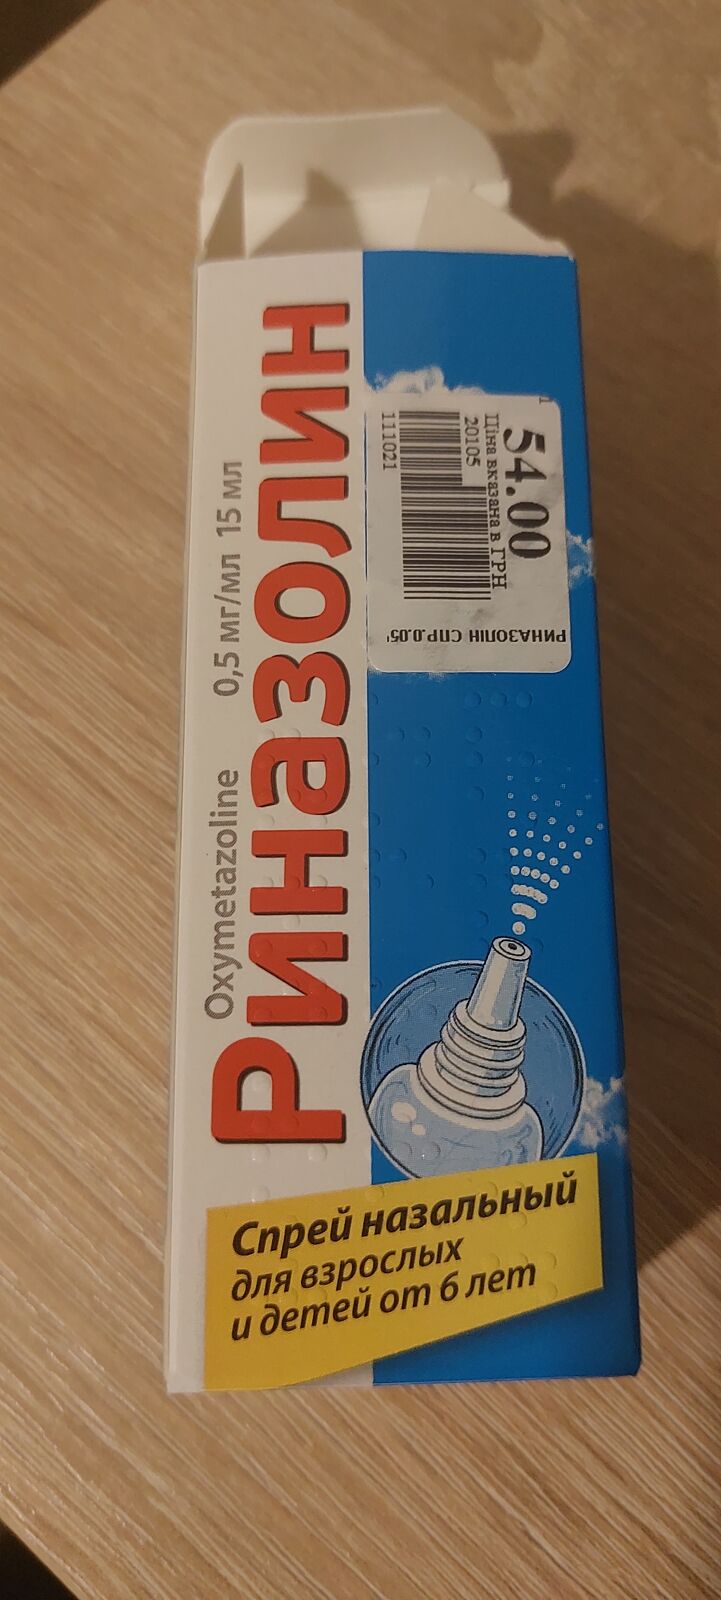 Oxymetazoline 0,5 мг/мл 15 мл
Риназолин
Спрей назальный
для взрослых
и детей от 6 лет
54.00
Ціна вказана в ГРН
20105
111021
РИНАЗОЛІН СПР.0.05